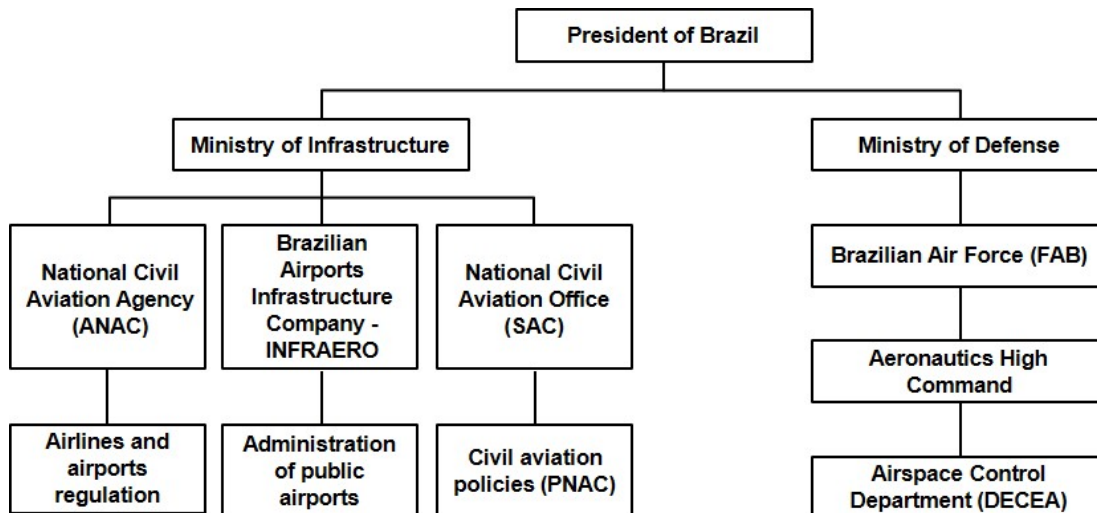 President of Brazil
Ministry of Infrastructure
Ministry of Defense
National Civil
Aviation Agency
(ANAC)
Brazilian
Airports
Infrastructure
Company -
INFRAERO
National Civil
Aviation Office
(SAC)
Brazilian Air Force (FAB)
Aeronautics High
Command
Airlines and
airports
regulation
Administration
of public
airports
Civil aviation
policies (PNAC)
Airspace Control
Department (DECEA)